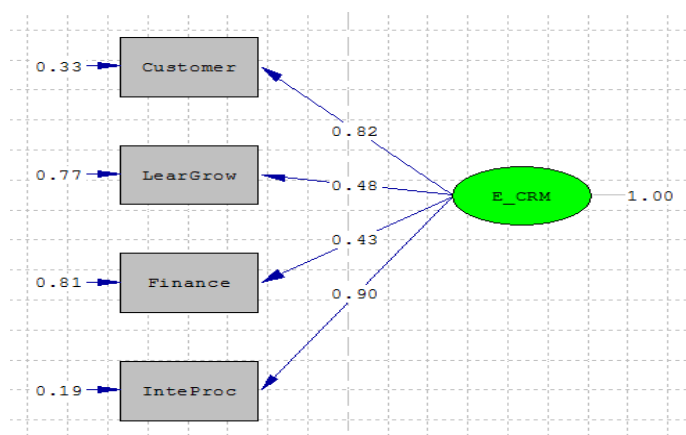 0.33 Customer
0.82
0.77 LearGrow
0.48
E_CRM 1.00
0.43
0.81 Finance
0.90
0.19 InteProc